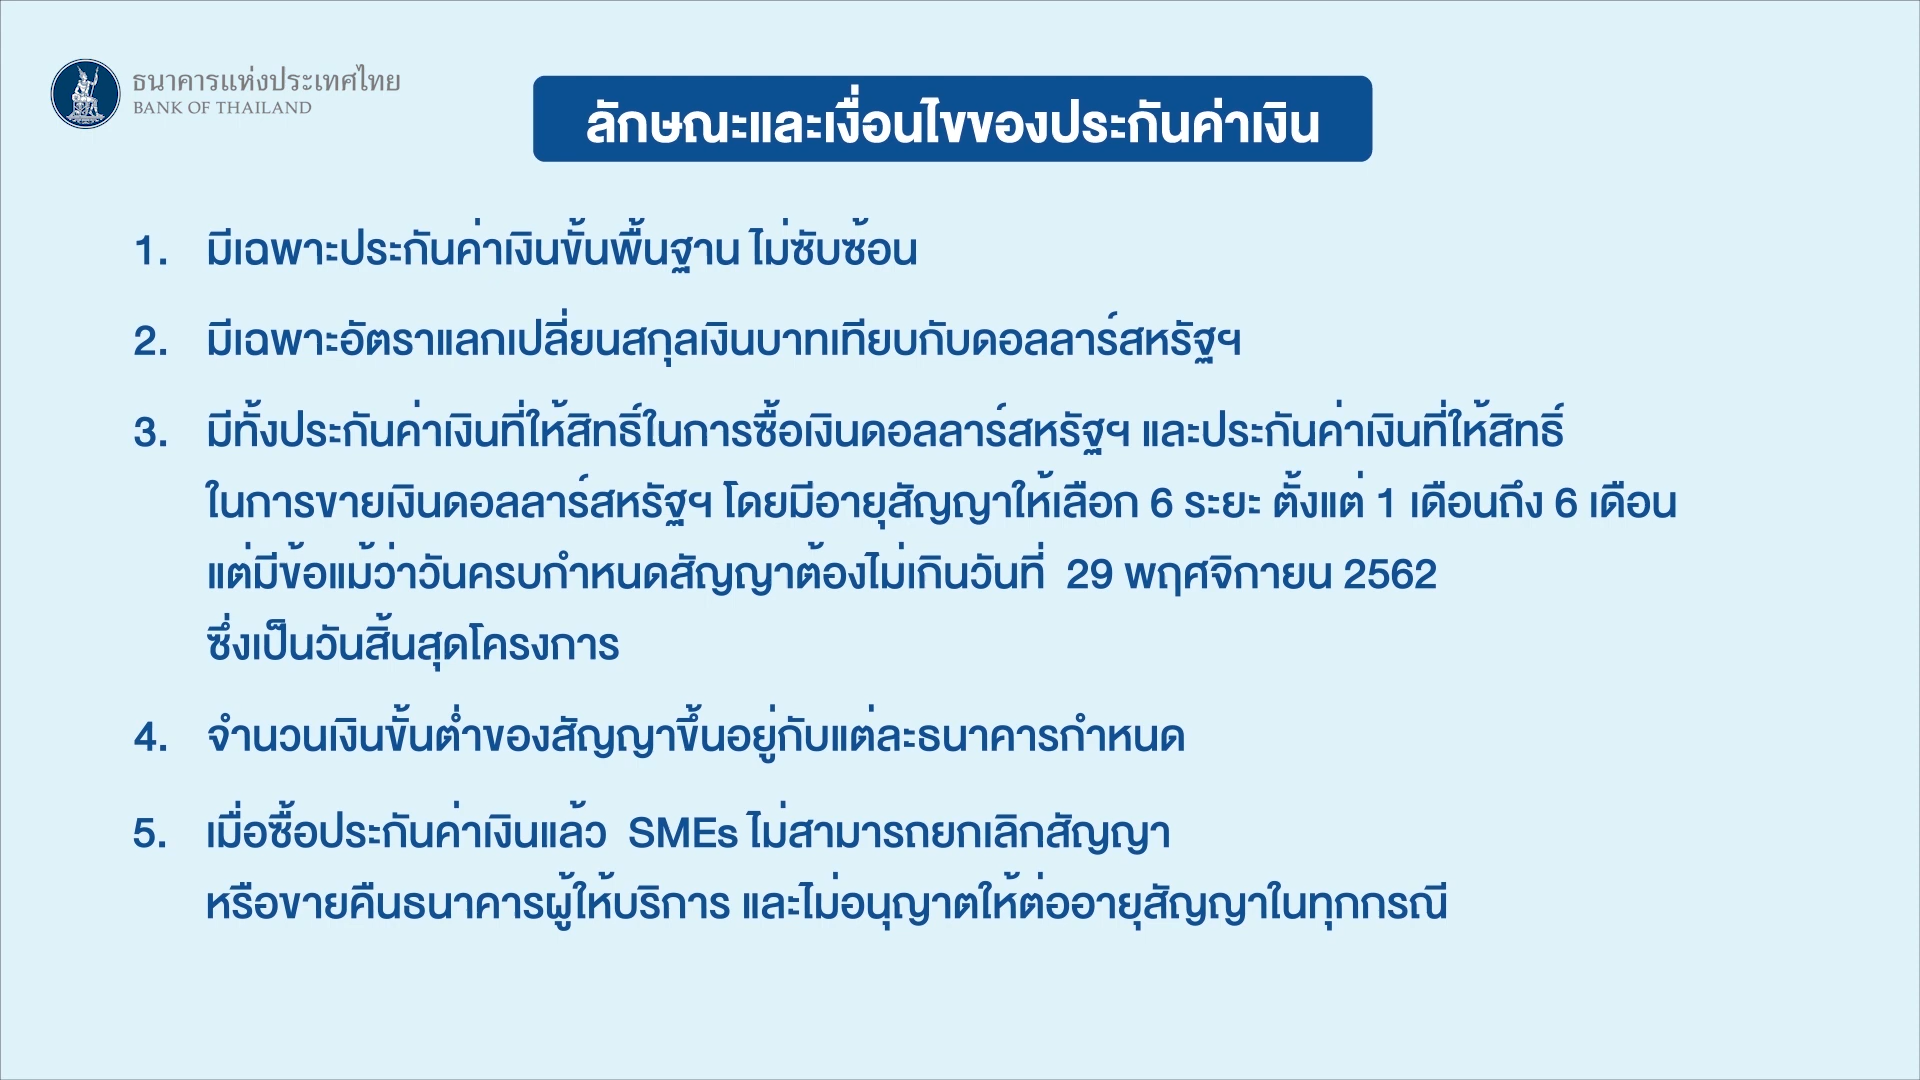 ธนาคารแห่งประเทศไทย
BANK OF THAILAND
ลักษณะและเงื่อนไขของประกันค่าเงิน
1. มีเฉพาะประกันค่าเงินขั้นพื้นฐาน ไม่ซับซ้อน
2. มีเฉพาะอัตราแลกเปลี่ยนสกุลเงินบาทเทียบกับดอลลาร์สหรัฐฯ
3. มีทั้งประกันค่าเงินที่ให้สิทธิ์ในการซื้อเงินดอลลาร์สหรัฐฯ และประกันค่าเงินที่ให้สิทธิ์
ในการขายเงินดอลลาร์สหรัฐฯ โดยมีอายุสัญญาให้เลือก 6 ระยะ ตั้งแต่ 1 เดือนถึง 6 เดือน
แต่มีข้อแม้ว่าวันครบกำหนดสัญญาต้องไม่เกินวันที่ 29 พฤศจิกายน 2562
ซึ่งเป็นวันสิ้นสุดโครงการ
4. จำนวนเงินขั้นต่ำของสัญญาขึ้นอยู่กับแต่ละธนาคารกำหนด
5. เมื่อซื้อประกันค่าเงินแล้ว SMEs ไม่สามารถยกเลิกสัญญา
หรือขายคืนธนาคารผู้ให้บริการ และไม่อนุญาตให้ต่ออายุสัญญาในทุกกรณี